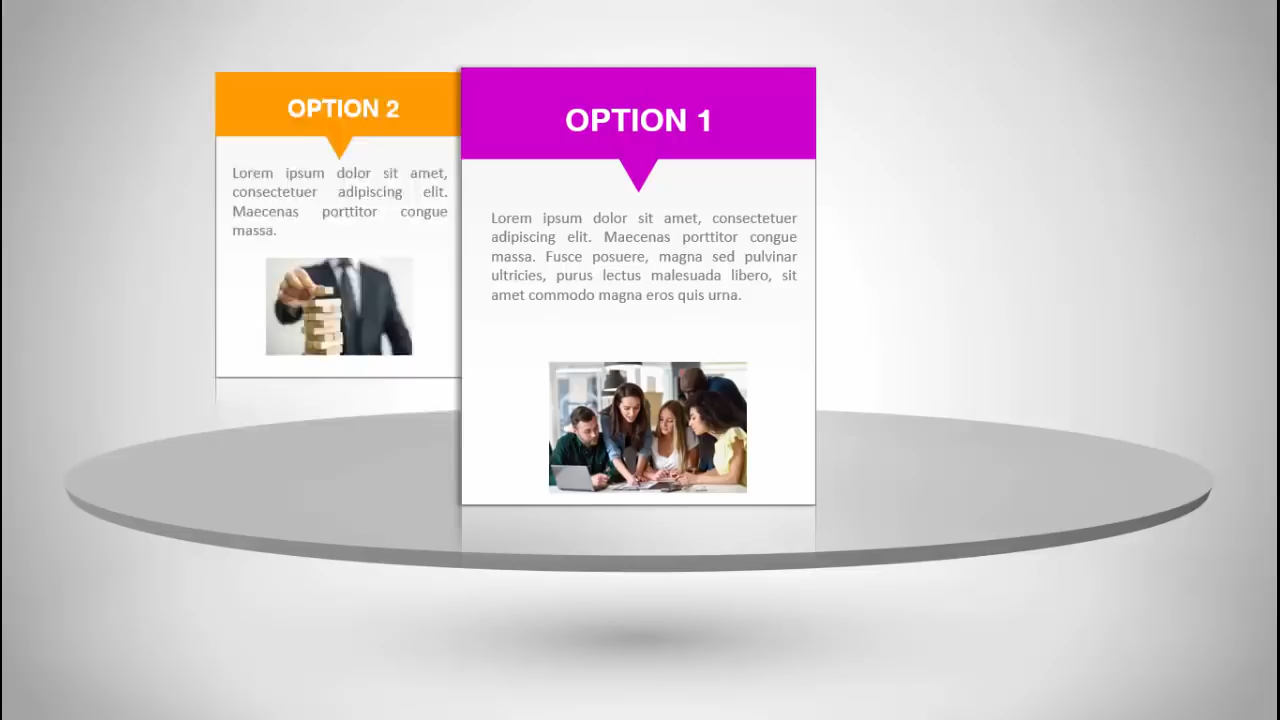 OPTION 2
Lorem ipsum dolor sit amet,
consectetuer adipiscing elit.
Maecenas porttitor congue
massa.
OPTION 1
Lorem ipsum dolor sit amet, consectetuer
adipiscing elit. Maecenas porttitor congue
massa. Fusce posuere, magna sed pulvinar
ultricies, purus lectus malesuada libero, sit
amet commodo magna eros quis urna.